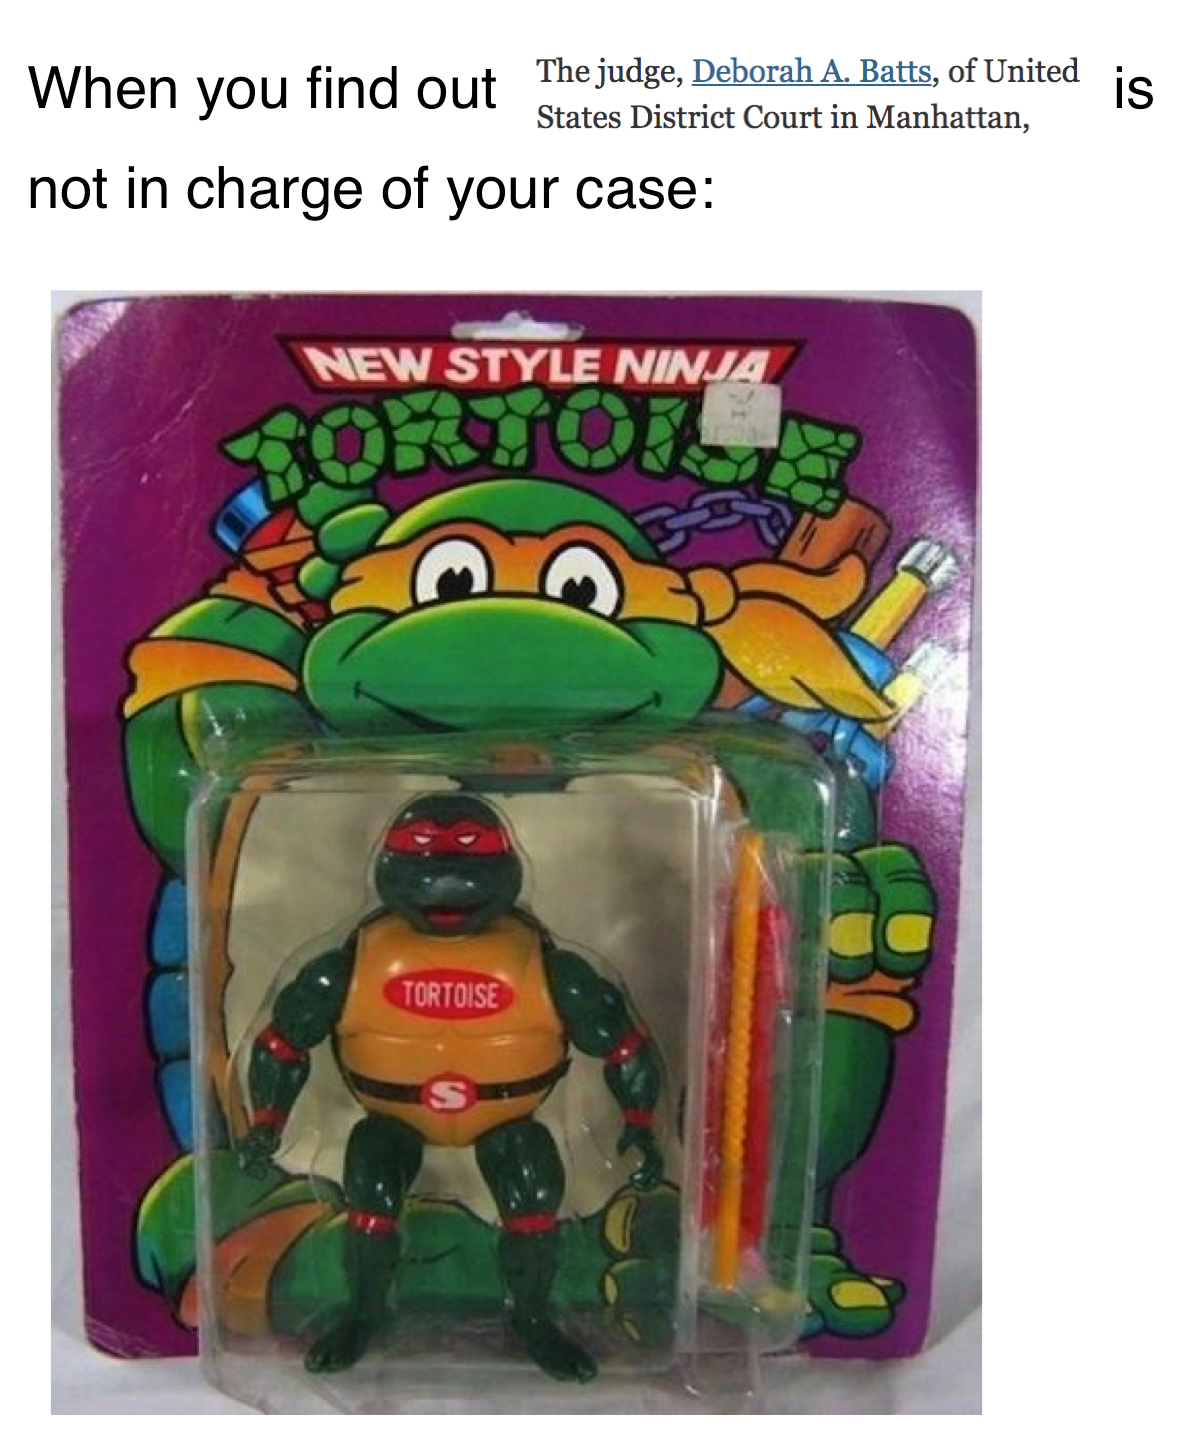 When you find out The judge, Deborah A. Batts, of United States District Court in Manhattan, is
not in charge of your case:
NEW STYLE NINJA
TORTOISE
TORTOISE
S